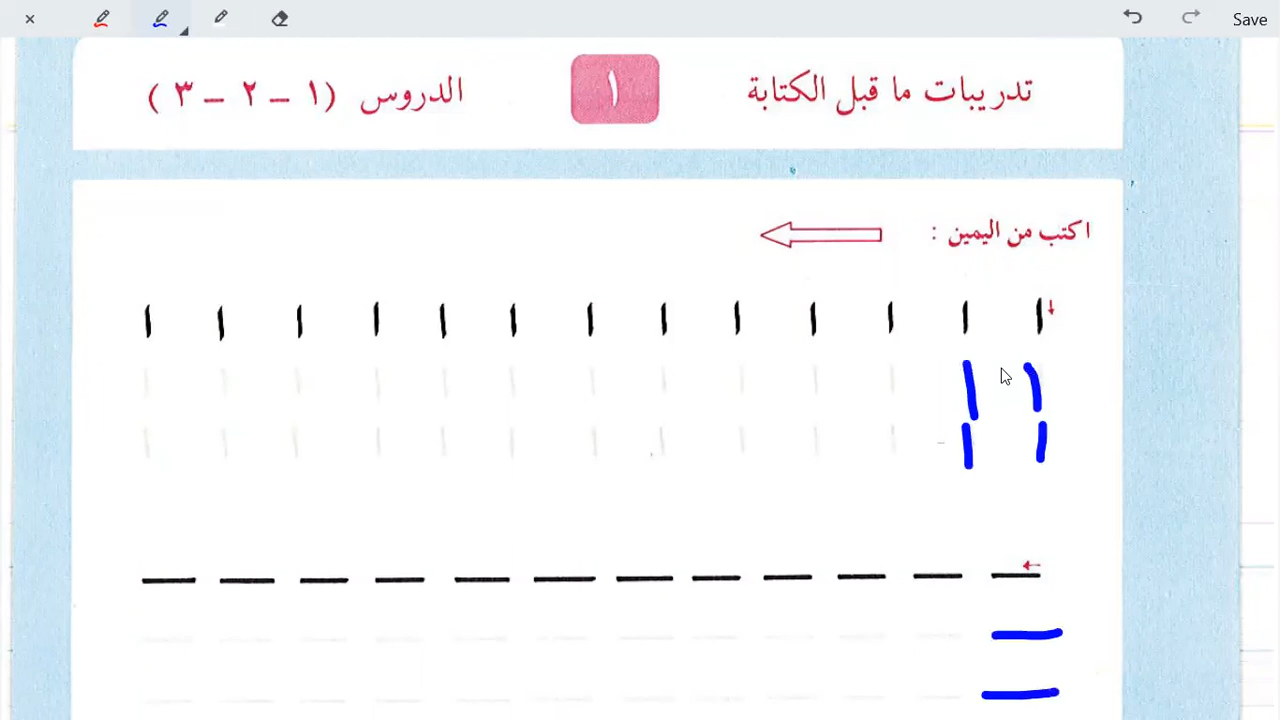 Save
تدريبات ما قبل الكتابة ١ الدروس (١ – ٢ – ٣)
اكتب من اليمين :
ا ا ا ا ا ا ا ا ا ا ا ا ا